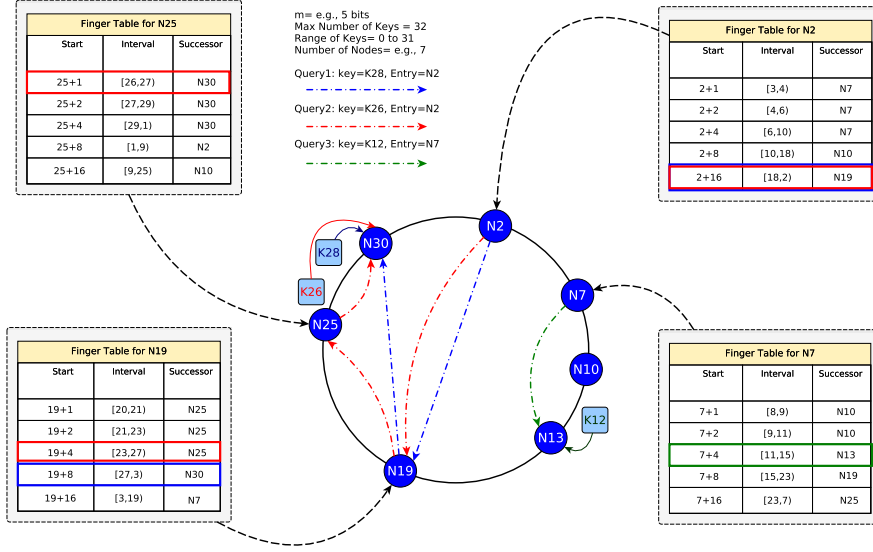 Finger Table for N25
Start Interval Successor
25+1 [26,27) N30
25+2 [27,29) N30
25+4 [29,1) N30
25+8 [1,9) N2
25+16 [9,25) N10
m= e.g., 5 bits
Max Number of Keys = 32
Range of Keys= 0 to 31
Number of Nodes= e.g., 7
Query1: key=K28, Entry=N2
Query2: key=K26, Entry=N2
Query3: key=K12, Entry=N7
Finger Table for N2
Start Interval Successor
2+1 [3,4) N7
2+2 [4,6) N7
2+4 [6,10) N7
2+8 [10,18) N10
2+16 [18,2) N19
N2
N30
K28
K26
N7
N25
N10
K12
N13
N19
Finger Table for N19
Start Interval Successor
19+1 [20,21) N25
19+2 [21,23) N25
19+4 [23,27) N25
19+8 [27,3) N30
19+16 [3,19) N7
Finger Table for N7
Start Interval Successor
7+1 [8,9) N10
7+2 [9,11) N10
7+4 [11,15) N13
7+8 [15,23) N19
7+16 [23,7) N25